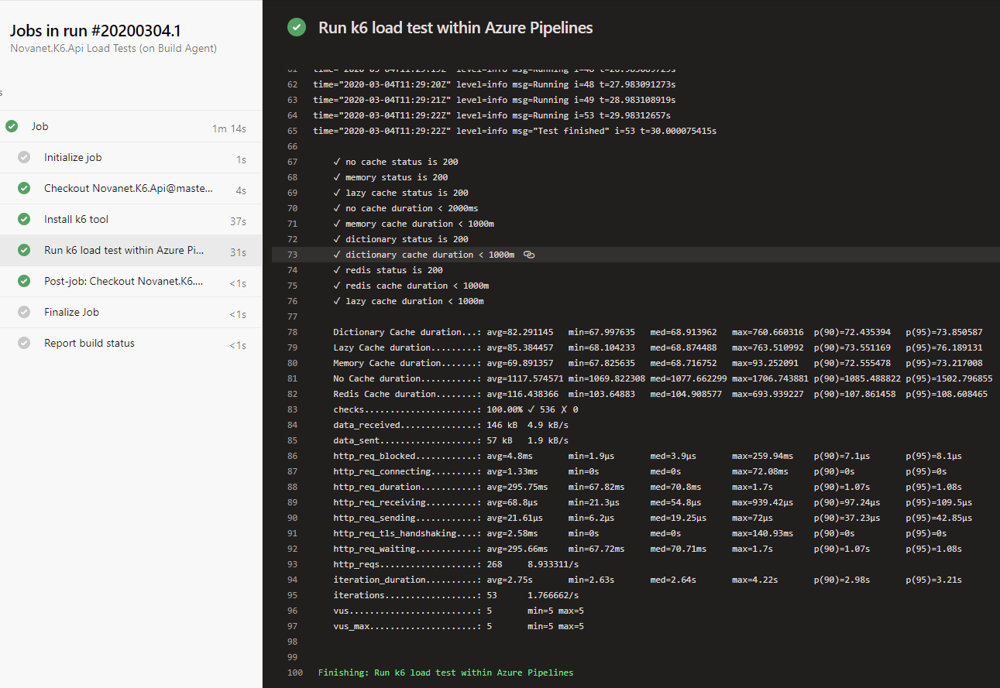 Jobs in run #20200304.1
Novanet.K6.Api Load Tests (on Build Agent)
s
Job 1m 14s
Initialize job 1s
Checkout Novanet.K6.Api@maste... 4s
Install k6 tool 37s
Run k6 load test within Azure Pi... 31s
Post-job: Checkout Novanet.K6.... <1s
Finalize Job <1s
Report build status <1s
Run k6 load test within Azure Pipelines
61 time="2020-03-04T11:29:19Z" level=info msg=Running i=48 t=26.983089729s
62 time="2020-03-04T11:29:20Z" level=info msg=Running i=48 t=27.983091273s
63 time="2020-03-04T11:29:21Z" level=info msg=Running i=49 t=28.983108919s
64 time="2020-03-04T11:29:22Z" level=info msg=Running i=53 t=29.98312657s
65 time="2020-03-04T11:29:22Z" level=info msg="Test finished" i=53 t=30.000075415s
66
67 ✓ no cache status is 200
68 ✓ memory status is 200
69 ✓ lazy cache status is 200
70 ✓ no cache duration < 2000ms
71 ✓ memory cache duration < 1000m
72 ✓ dictionary status is 200
73 ✓ dictionary cache duration < 1000m
74 ✓ redis status is 200
75 ✓ redis cache duration < 1000m
76 ✓ lazy cache duration < 1000m
77
78 Dictionary Cache duration...: avg=82.291145 min=67.997635 med=68.913962 max=760.660316 p(90)=72.435394 p(95)=73.850587
79 Lazy Cache duration.........: avg=85.384457 min=68.104233 med=68.874488 max=763.510992 p(90)=73.551169 p(95)=76.189131
80 Memory Cache duration.......: avg=69.891357 min=67.825635 med=68.716752 max=93.252091 p(90)=72.555478 p(95)=73.217008
81 No Cache duration...........: avg=1117.574571 min=1069.822308 med=1077.662299 max=1706.743881 p(90)=1085.488822 p(95)=1502.796855
82 Redis Cache duration........: avg=116.438366 min=103.64883 med=104.908577 max=693.939227 p(90)=107.861458 p(95)=108.608465
83 checks......................: 100.00% ✓ 536 ✗ 0
84 data_received...............: 146 kB 4.9 kB/s
85 data_sent...................: 57 kB 1.9 kB/s
86 http_req_blocked............: avg=4.8ms min=1.9µs med=3.9µs max=259.94ms p(90)=7.1µs p(95)=8.1µs
87 http_req_connecting.........: avg=1.33ms min=0s med=0s max=72.08ms p(90)=0s p(95)=0s
88 http_req_duration...........: avg=295.75ms min=67.82ms med=70.8ms max=1.7s p(90)=1.07s p(95)=1.08s
89 http_req_receiving..........: avg=68.8µs min=21.3µs med=54.8µs max=939.42µs p(90)=97.24µs p(95)=109.5µs
90 http_req_sending............: avg=21.61µs min=6.2µs med=19.25µs max=72µs p(90)=37.23µs p(95)=42.85µs
91 http_req_tls_handshaking....: avg=2.58ms min=0s med=0s max=140.93ms p(90)=0s p(95)=0s
92 http_req_waiting............: avg=295.66ms min=67.72ms med=70.71ms max=1.7s p(90)=1.07s p(95)=1.08s
93 http_reqs...................: 268 8.933311/s
94 iteration_duration..........: avg=2.75s min=2.63s med=2.64s max=4.22s p(90)=2.98s p(95)=3.21s
95 iterations..................: 53 1.766662/s
96 vus.........................: 5 min=5 max=5
97 vus_max.....................: 5 min=5 max=5
98
99
100 Finishing: Run k6 load test within Azure Pipelines